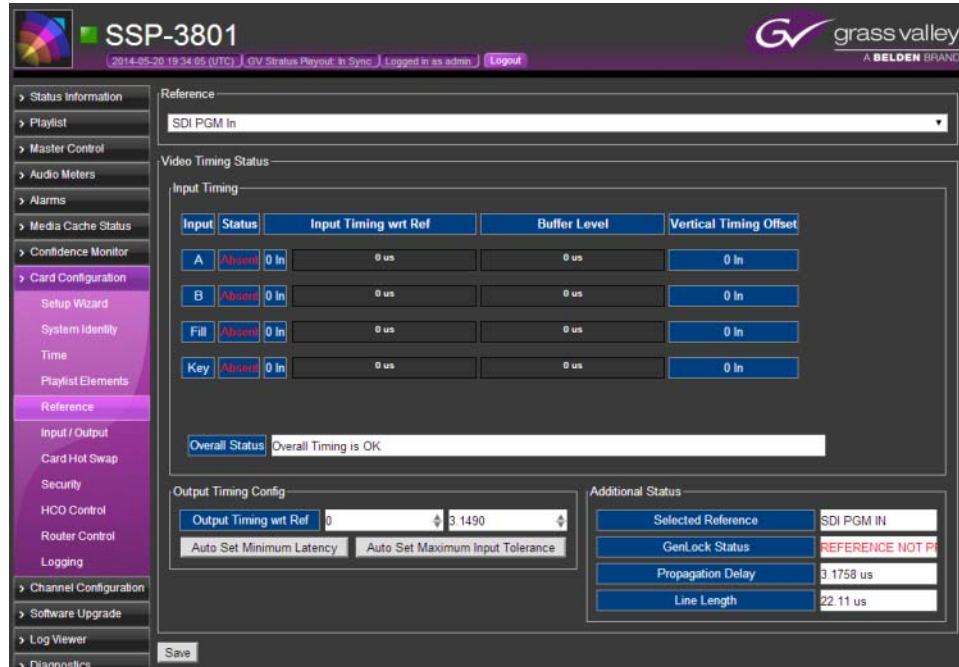 SSP-3801
grass valley
A BELDEN BRAND
2014-05-20 19:34:05 (UTC) GV Stratus Playout: In Sync Logged in as admin Logout
Status Information
Playlist
Master Control
Audio Meters
Alarms
Media Cache Status
Confidence Monitor
Card Configuration
Setup Wizard
System Identity
Time
Playlist Elements
Reference
Input / Output
Card Hot Swap
Security
HCO Control
Router Control
Logging
Channel Configuration
Software Upgrade
Log Viewer
Diagnostics
Reference
SDI PGM In
Video Timing Status
Input Timing
Input Status Input Timing wrt Ref Buffer Level Vertical Timing Offset
A Absent 0 ln 0 us 0 us 0 ln
B Absent 0 ln 0 us 0 us 0 ln
Fill Absent 0 ln 0 us 0 us 0 ln
Key Absent 0 ln 0 us 0 us 0 ln
Overall Status Overall Timing is OK
Output Timing Config
Output Timing wrt Ref 0 3.1490
Auto Set Minimum Latency Auto Set Maximum Input Tolerance
Additional Status
Selected Reference SDI PGM IN
GenLock Status REFERENCE NOT
Propagation Delay 3.1758 us
Line Length 22.11 us
Save